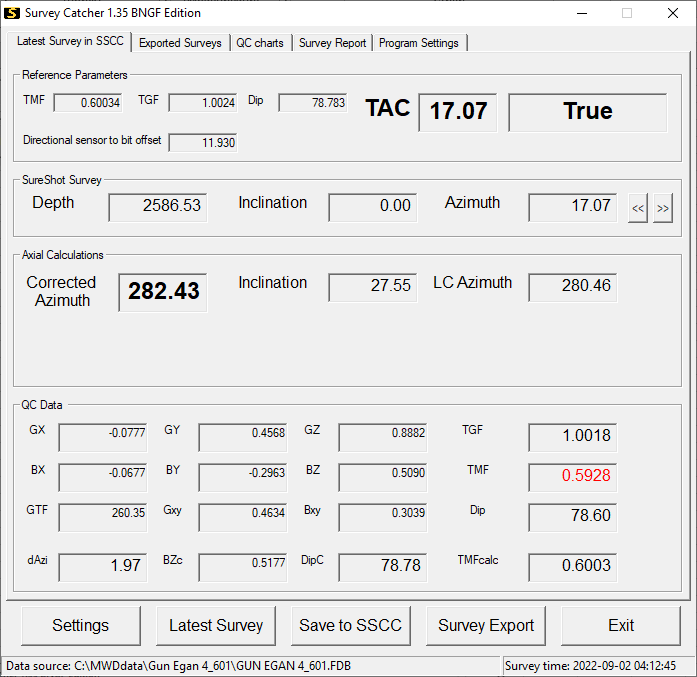 S Survey Catcher 1.35 BNGF Edition
Latest Survey in SSCC Exported Surveys QC charts Survey Report Program Settings
Reference Parameters
TMF 0.60034 TGF 1.0024 Dip 78.783 TAC 17.07 True
Directional sensor to bit offset 11.930
SureShot Survey
Depth 2586.53 Inclination 0.00 Azimuth 17.07 << >>
Axial Calculations
Corrected Azimuth 282.43 Inclination 27.55 LC Azimuth 280.46
QC Data
GX -0.0777 GY 0.4568 GZ 0.8882 TGF 1.0018
BX -0.0677 BY -0.2963 BZ 0.5090 TMF 0.5928
GTF 260.35 Gxy 0.4634 Bxy 0.3039 Dip 78.60
dAzi 1.97 BZc 0.5177 DipC 78.78 TMFcalc 0.6003
Settings Latest Survey Save to SSCC Survey Export Exit
Data source: C:\MWDdata\Gun Egan 4_601\GUN EGAN 4_601.FDB Survey time: 2022-09-02 04:12:45